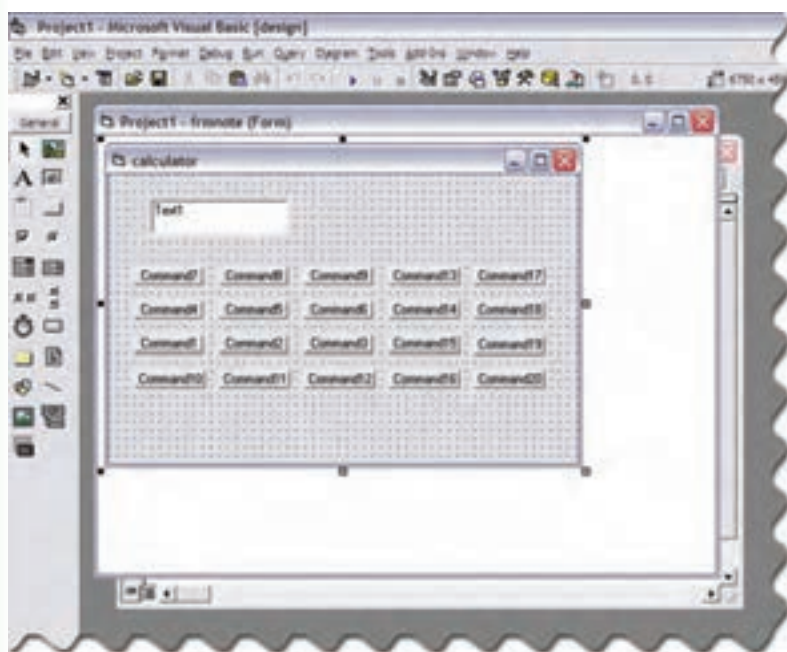 Project1 - Microsoft Visual Basic [design]
File Edit View Project Format Debug Run Query Diagram Tools Add-Ins Window Help
General
Project1 - frmnote (Form)
calculator
Text1
Command7 Command8 Command9 Command13 Command17
Command4 Command5 Command6 Command14 Command18
Command1 Command2 Command3 Command15 Command19
Command10 Command11 Command12 Command16 Command20